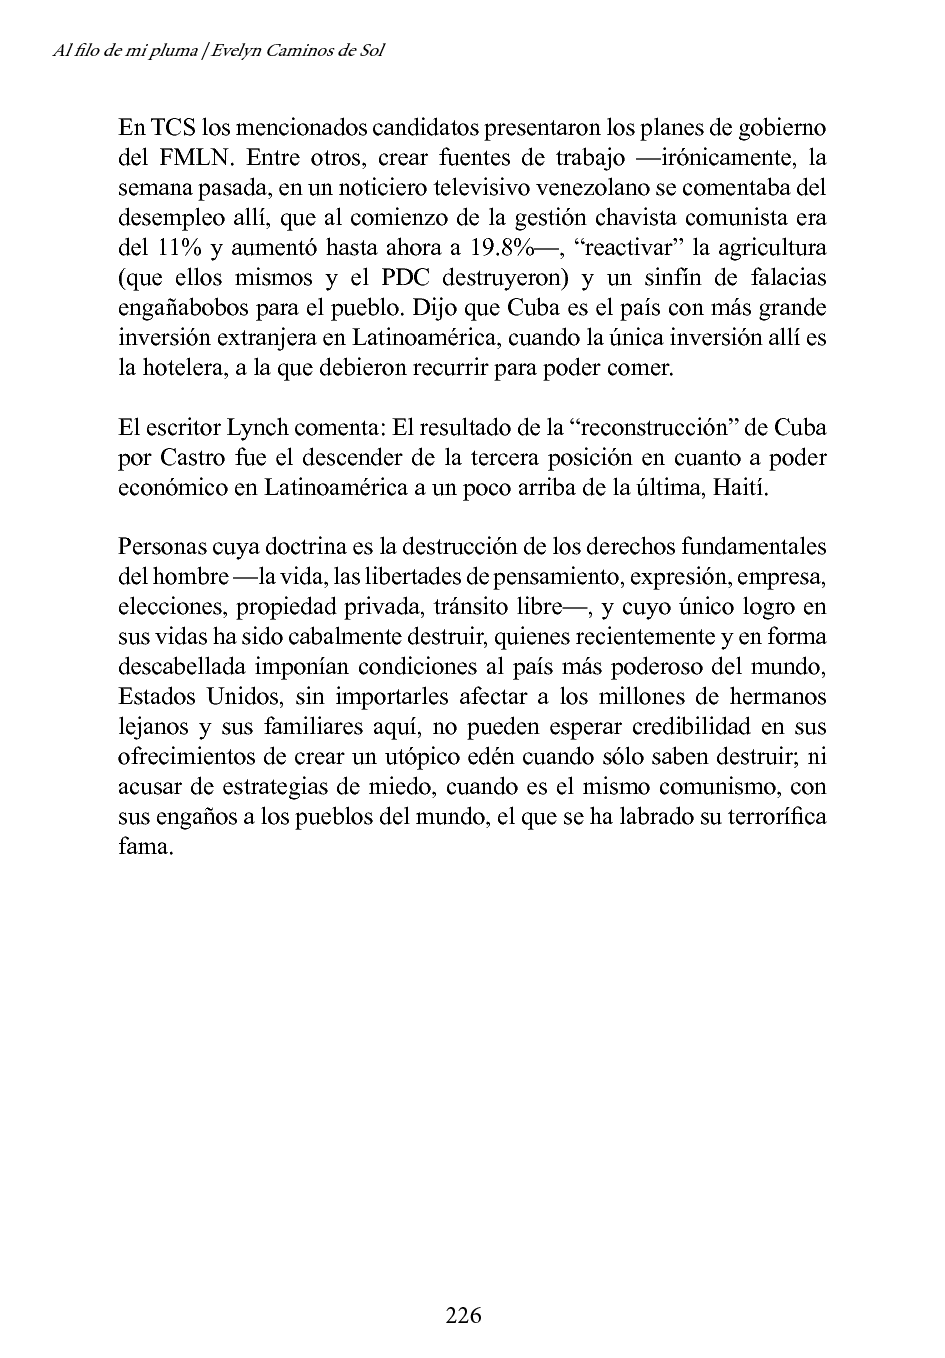 Al filo de mi pluma | Evelyn Caminos de Sol
En TCS los mencionados candidatos presentaron los planes de gobierno
del FMLN. Entre otros, crear fuentes de trabajo —irónicamente, la
semana pasada, en un noticiero televisivo venezolano se comentaba del
desempleo allí, que al comienzo de la gestión chavista comunista era
del 11% y aumentó hasta ahora a 19.8%—, “reactivar” la agricultura
(que ellos mismos y el PDC destruyeron) y un sinfín de falacias
engañabobos para el pueblo. Dijo que Cuba es el país con más grande
inversión extranjera en Latinoamérica, cuando la única inversión allí es
la hotelera, a la que debieron recurrir para poder comer.
El escritor Lynch comenta: El resultado de la “reconstrucción” de Cuba
por Castro fue el descender de la tercera posición en cuanto a poder
económico en Latinoamérica a un poco arriba de la última, Haití.
Personas cuya doctrina es la destrucción de los derechos fundamentales
del hombre —la vida, las libertades de pensamiento, expresión, empresa,
elecciones, propiedad privada, tránsito libre—, y cuyo único logro en
sus vidas ha sido cabalmente destruir, quienes recientemente y en forma
descabellada imponían condiciones al país más poderoso del mundo,
Estados Unidos, sin importarles afectar a los millones de hermanos
lejanos y sus familiares aquí, no pueden esperar credibilidad en sus
ofrecimientos de crear un utópico edén cuando sólo saben destruir; ni
acusar de estrategias de miedo, cuando es el mismo comunismo, con
sus engaños a los pueblos del mundo, el que se ha labrado su terrorífica
fama.
226